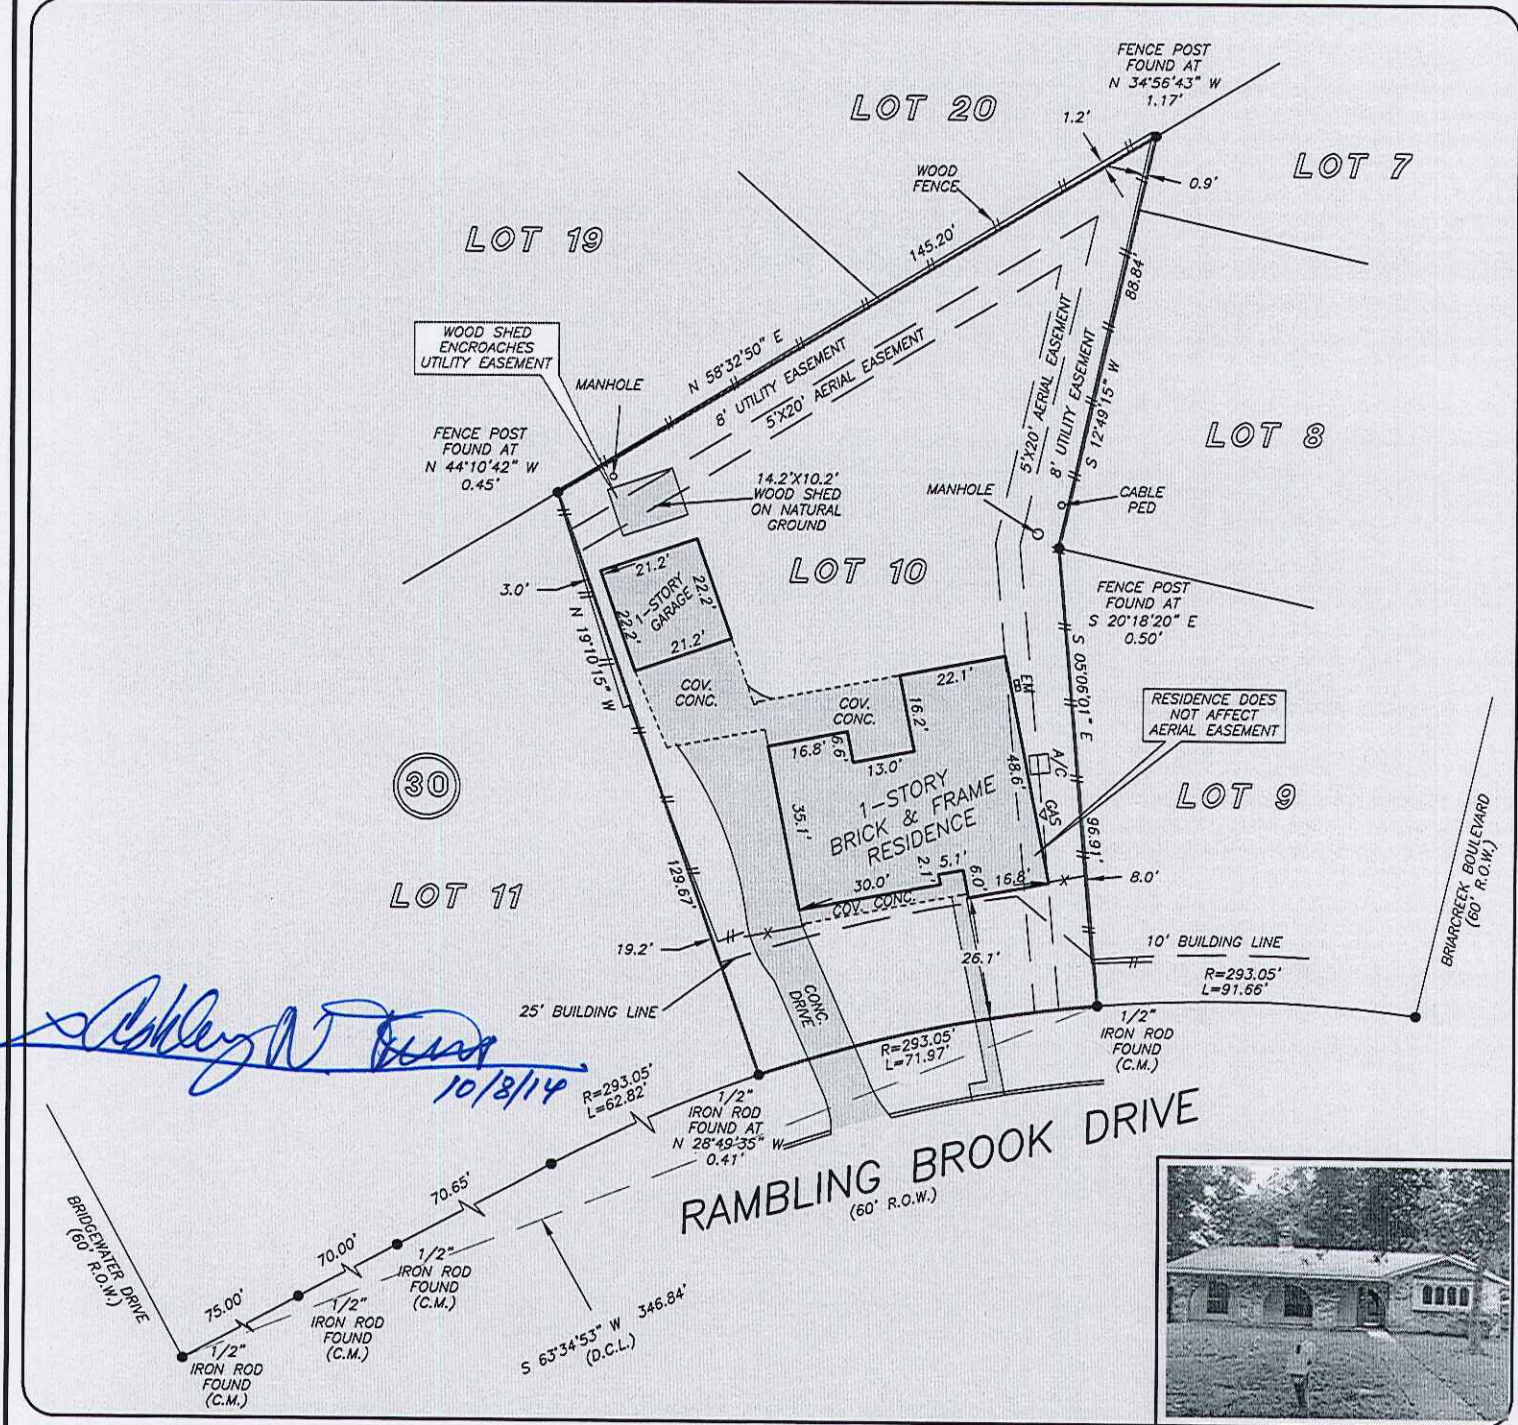 FENCE POST
FOUND AT
N 34°56'43" W
1.17'
LOT 20
1.2'
LOT 7
WOOD
FENCE
0.9'
LOT 19
145.20'
88.84'
WOOD SHED
ENCROACHES
UTILITY EASEMENT
N 58°32'50" E
MANHOLE
8' UTILITY EASEMENT
5'X20' AERIAL EASEMENT
5'X20' AERIAL EASEMENT
8' UTILITY EASEMENT
S 12°49'15" W
LOT 8
FENCE POST
FOUND AT
N 44°10'42" W
0.45'
14.2'X10.2'
WOOD SHED
ON NATURAL
GROUND
MANHOLE
CABLE
PED
LOT 10
3.0'
21.2'
22.2'
1-STORY
GARAGE
22.2'
21.2'
N 19°10'15" W
FENCE POST
FOUND AT
S 20°18'20" E
0.50'
S 05°06'01" E
COV.
CONC.
COV.
CONC.
22.1'
EM
16.2'
RESIDENCE DOES
NOT AFFECT
AERIAL EASEMENT
16.8'
6.6'
13.0'
48.6'
A/C
30
1-STORY
BRICK & FRAME
RESIDENCE
35.1'
GAS
LOT 9
96.91'
BRIARCREEK BOULEVARD
(60' R.O.W.)
LOT 11
129.67'
30.0'
2.1'
5.1'
6.0'
16.8'
8.0'
COV. CONC.
19.2'
26.1'
10' BUILDING LINE
R=293.05'
L=91.66'
25' BUILDING LINE
CONC.
DRIVE
Ashley N.
10/8/14
R=293.05'
L=71.97'
1/2"
IRON ROD
FOUND
(C.M.)
R=293.05'
L=62.82'
1/2"
IRON ROD
FOUND AT
N 28°49'35" W
0.41'
RAMBLING BROOK DRIVE
(60' R.O.W.)
BRIDGEWATER DRIVE
(60' R.O.W.)
70.65'
70.00'
1/2"
IRON ROD
FOUND
(C.M.)
75.00'
1/2"
IRON ROD
FOUND
(C.M.)
1/2"
IRON ROD
FOUND
(C.M.)
S 63°34'53" W 346.84'
(D.C.L.)